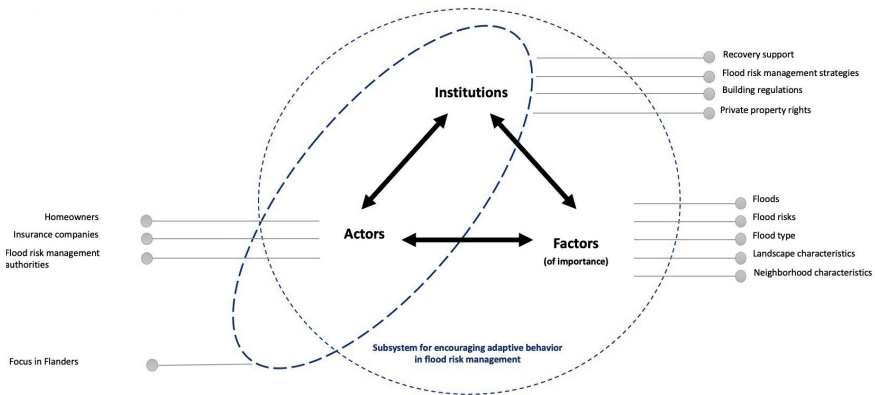 Institutions
Actors
Factors
(of importance)
Subsystem for encouraging adaptive behavior
in flood risk management
Recovery support
Flood risk management strategies
Building regulations
Private property rights
Homeowners
Insurance companies
Flood risk management
authorities
Floods
Flood risks
Flood type
Landscape characteristics
Neighborhood characteristics
Focus in Flanders